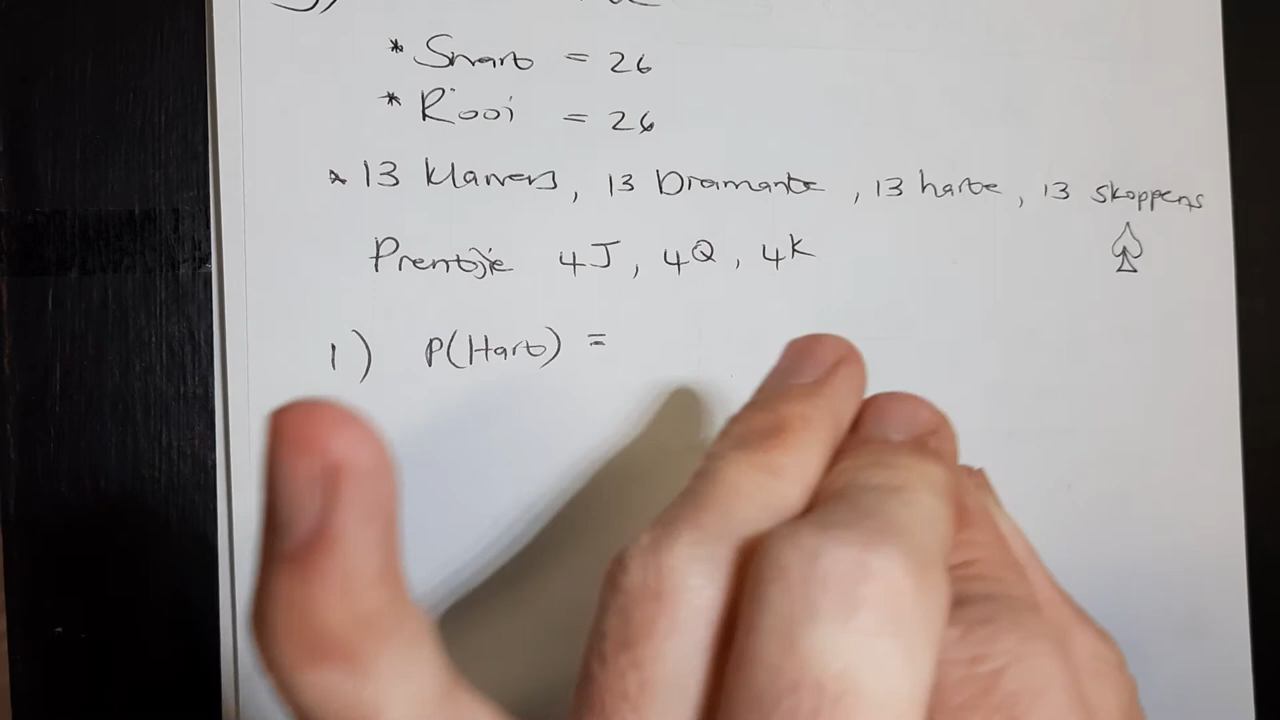 * Swart = 26
* Rooi = 26
* 13 klawers, 13 Diamante, 13 harte, 13 skoppens
Prentjie 4J, 4Q, 4K
1) P(Hart) =